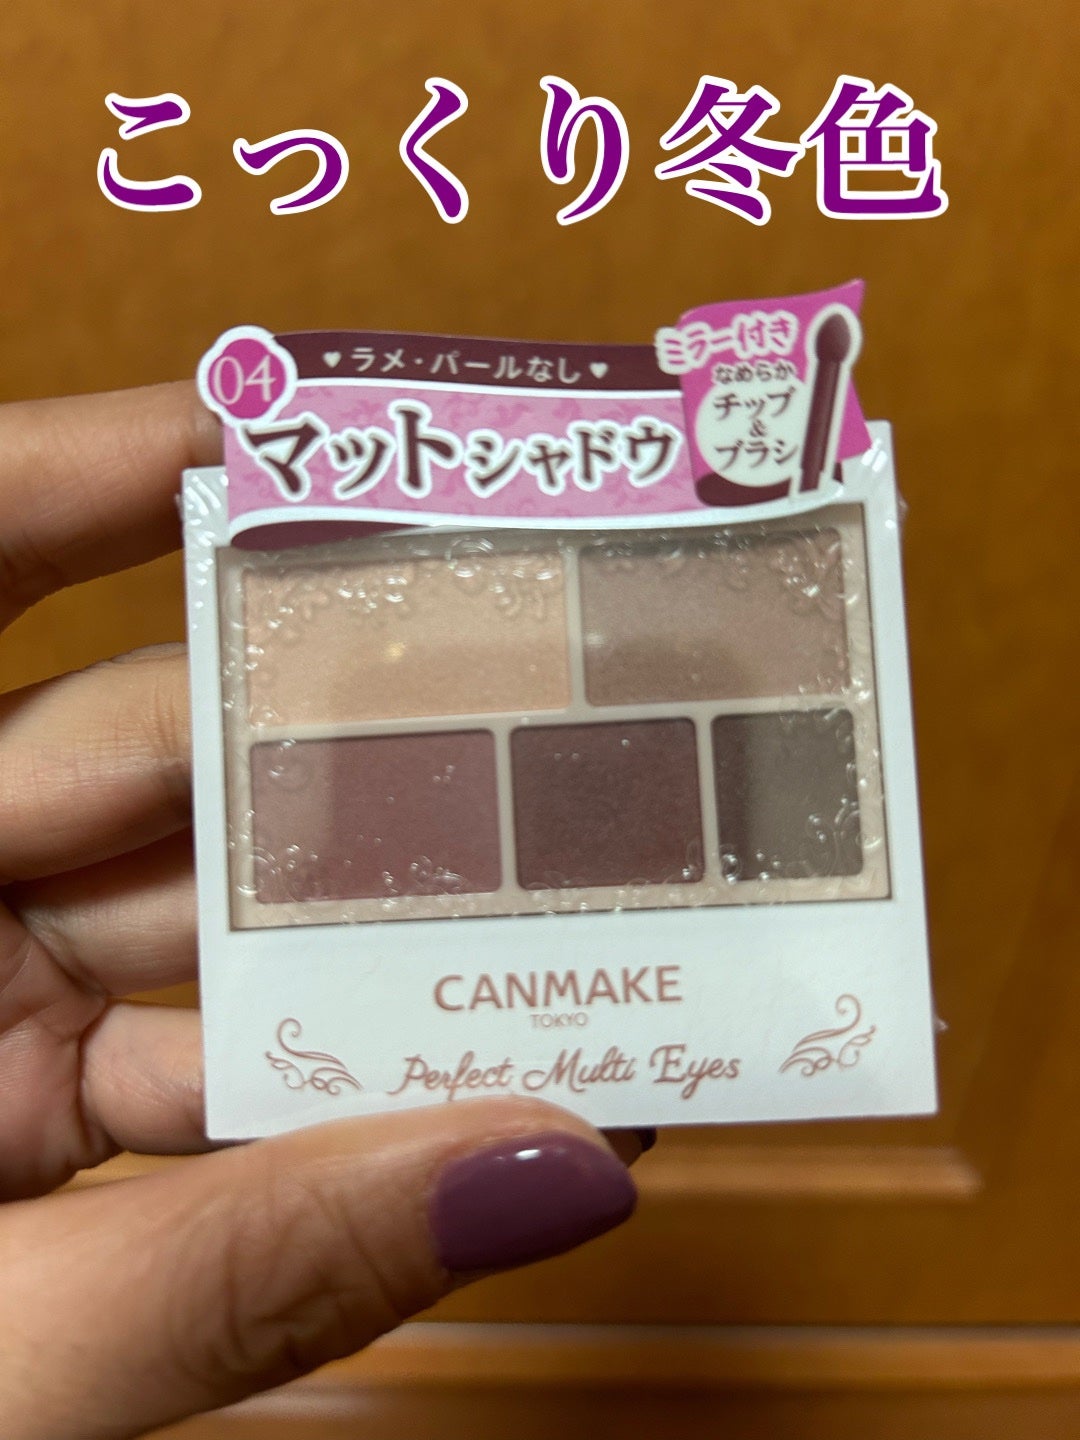 こっくり冬色
04
♥ラメ・パールなし♥
マットシャドウ
ミラー付き
なめらか
チップ
&
ブラシ
CANMAKE
TOKYO
Perfect Multi Eyes